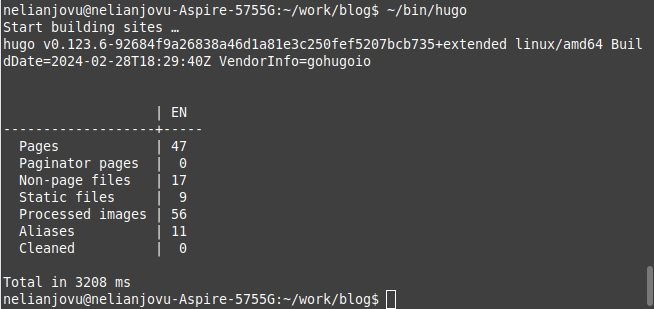 nelianjovu@nelianjovu-Aspire-5755G:~/work/blog$ ~/bin/hugo
Start building sites …
hugo v0.123.6-92684f9a26838a46d1a81e3c250fef5207bcb735+extended linux/amd64 Buil
dDate=2024-02-28T18:29:40Z VendorInfo=gohugoio
                   | EN
-------------------+-----
  Pages            | 47
  Paginator pages  |  0
  Non-page files   | 17
  Static files     |  9
  Processed images | 56
  Aliases          | 11
  Cleaned          |  0
Total in 3208 ms
nelianjovu@nelianjovu-Aspire-5755G:~/work/blog$